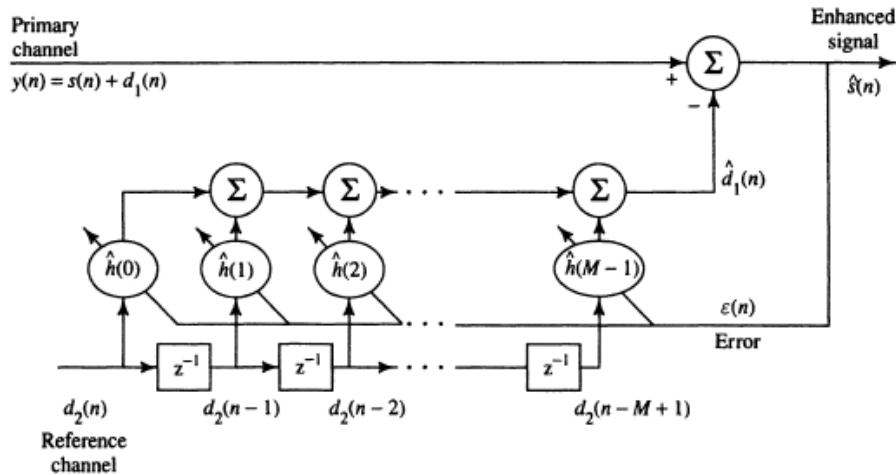 Primary
channel
y(n) = s(n) + d₁(n)
Enhanced
signal
Σ
+
−
ŝ(n)
d̂₁(n)
Σ
Σ
· · ·
Σ
ĥ(0)
ĥ(1)
ĥ(2)
ĥ(M − 1)
· · ·
ε(n)
Error
z⁻¹
z⁻¹
· · ·
z⁻¹
d₂(n)
d₂(n − 1)
d₂(n − 2)
d₂(n − M + 1)
Reference
channel